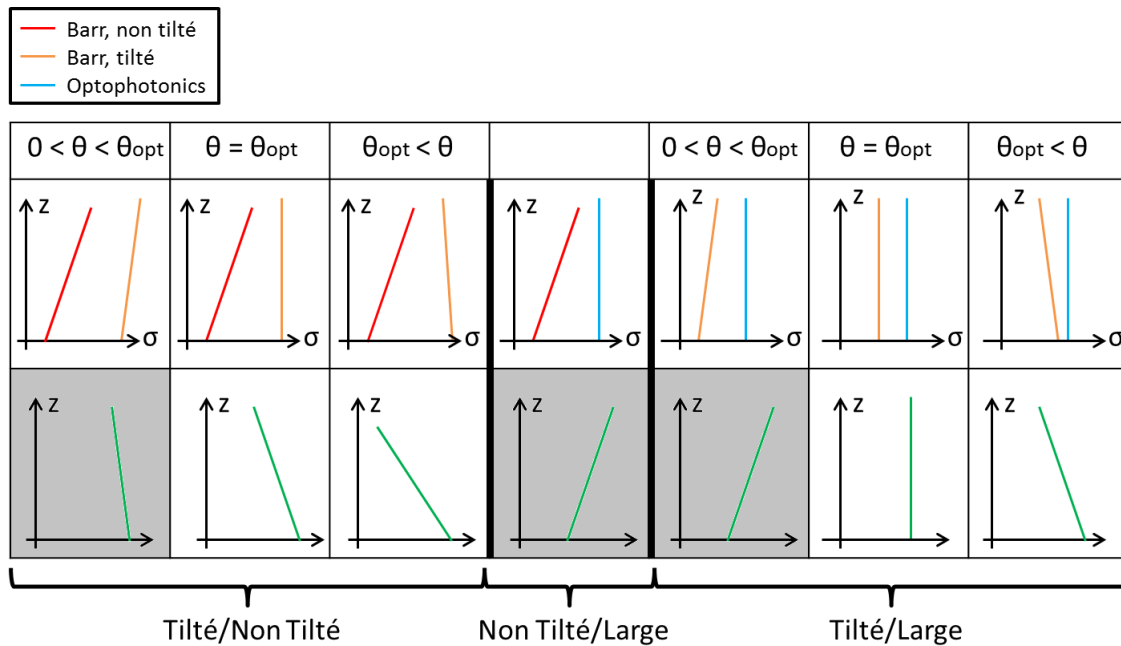 Barr, non tilté
Barr, tilté
Optophotonics
0 < θ < θopt
θ = θopt
θopt < θ
0 < θ < θopt
θ = θopt
θopt < θ
z
z
z
z
z
z
z
σ
σ
σ
σ
σ
σ
σ
z
z
z
z
z
z
z
Tilté/Non Tilté
Non Tilté/Large
Tilté/Large